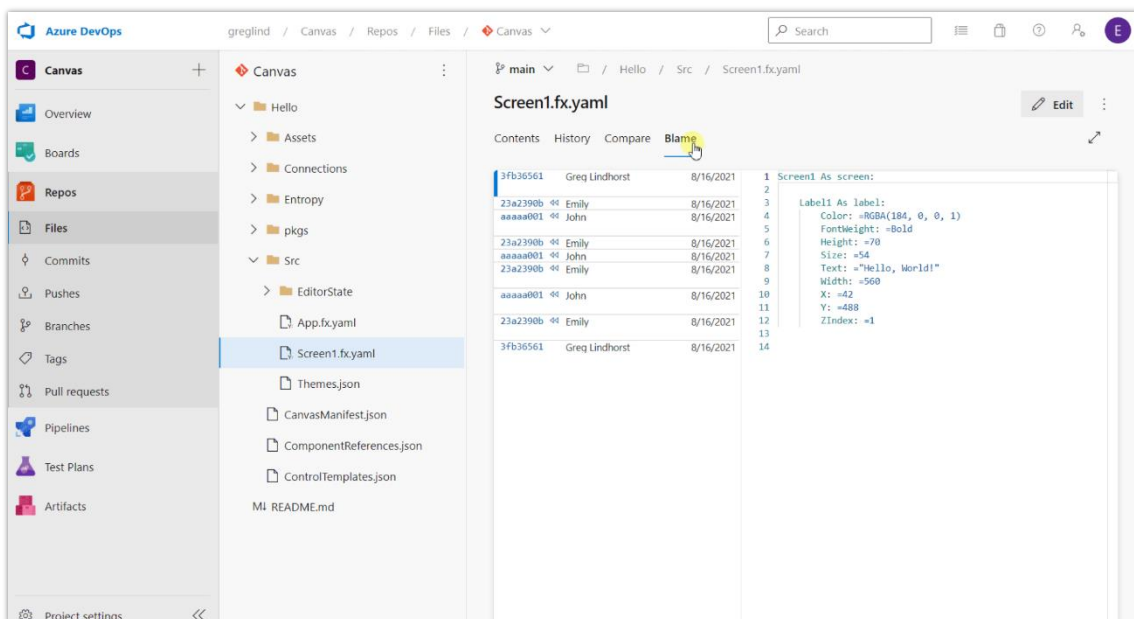 Azure DevOps
greglind / Canvas / Repos / Files / Canvas
Search
E
C Canvas
Overview
Boards
Repos
Files
Commits
Pushes
Branches
Tags
Pull requests
Pipelines
Test Plans
Artifacts
Project settings
Canvas
Hello
Assets
Connections
Entropy
pkgs
Src
EditorState
App.fx.yaml
Screen1.fx.yaml
Themes.json
CanvasManifest.json
ComponentReferences.json
ControlTemplates.json
M↓ README.md
main / Hello / Src / Screen1.fx.yaml
Screen1.fx.yaml
Edit
Contents History Compare Blame
3fb36561 Greg Lindhorst 8/16/2021 1 Screen1 As screen:
2
23a2390b Emily 8/16/2021 3 Label1 As label:
aaaaa001 John 8/16/2021 4 Color: =RGBA(184, 0, 0, 1)
5 FontWeight: =Bold
23a2390b Emily 8/16/2021 6 Height: =70
aaaaa001 John 8/16/2021 7 Size: =54
23a2390b Emily 8/16/2021 8 Text: ="Hello, World!"
9 Width: =560
aaaaa001 John 8/16/2021 10 X: =42
11 Y: =488
23a2390b Emily 8/16/2021 12 ZIndex: =1
13
3fb36561 Greg Lindhorst 8/16/2021 14